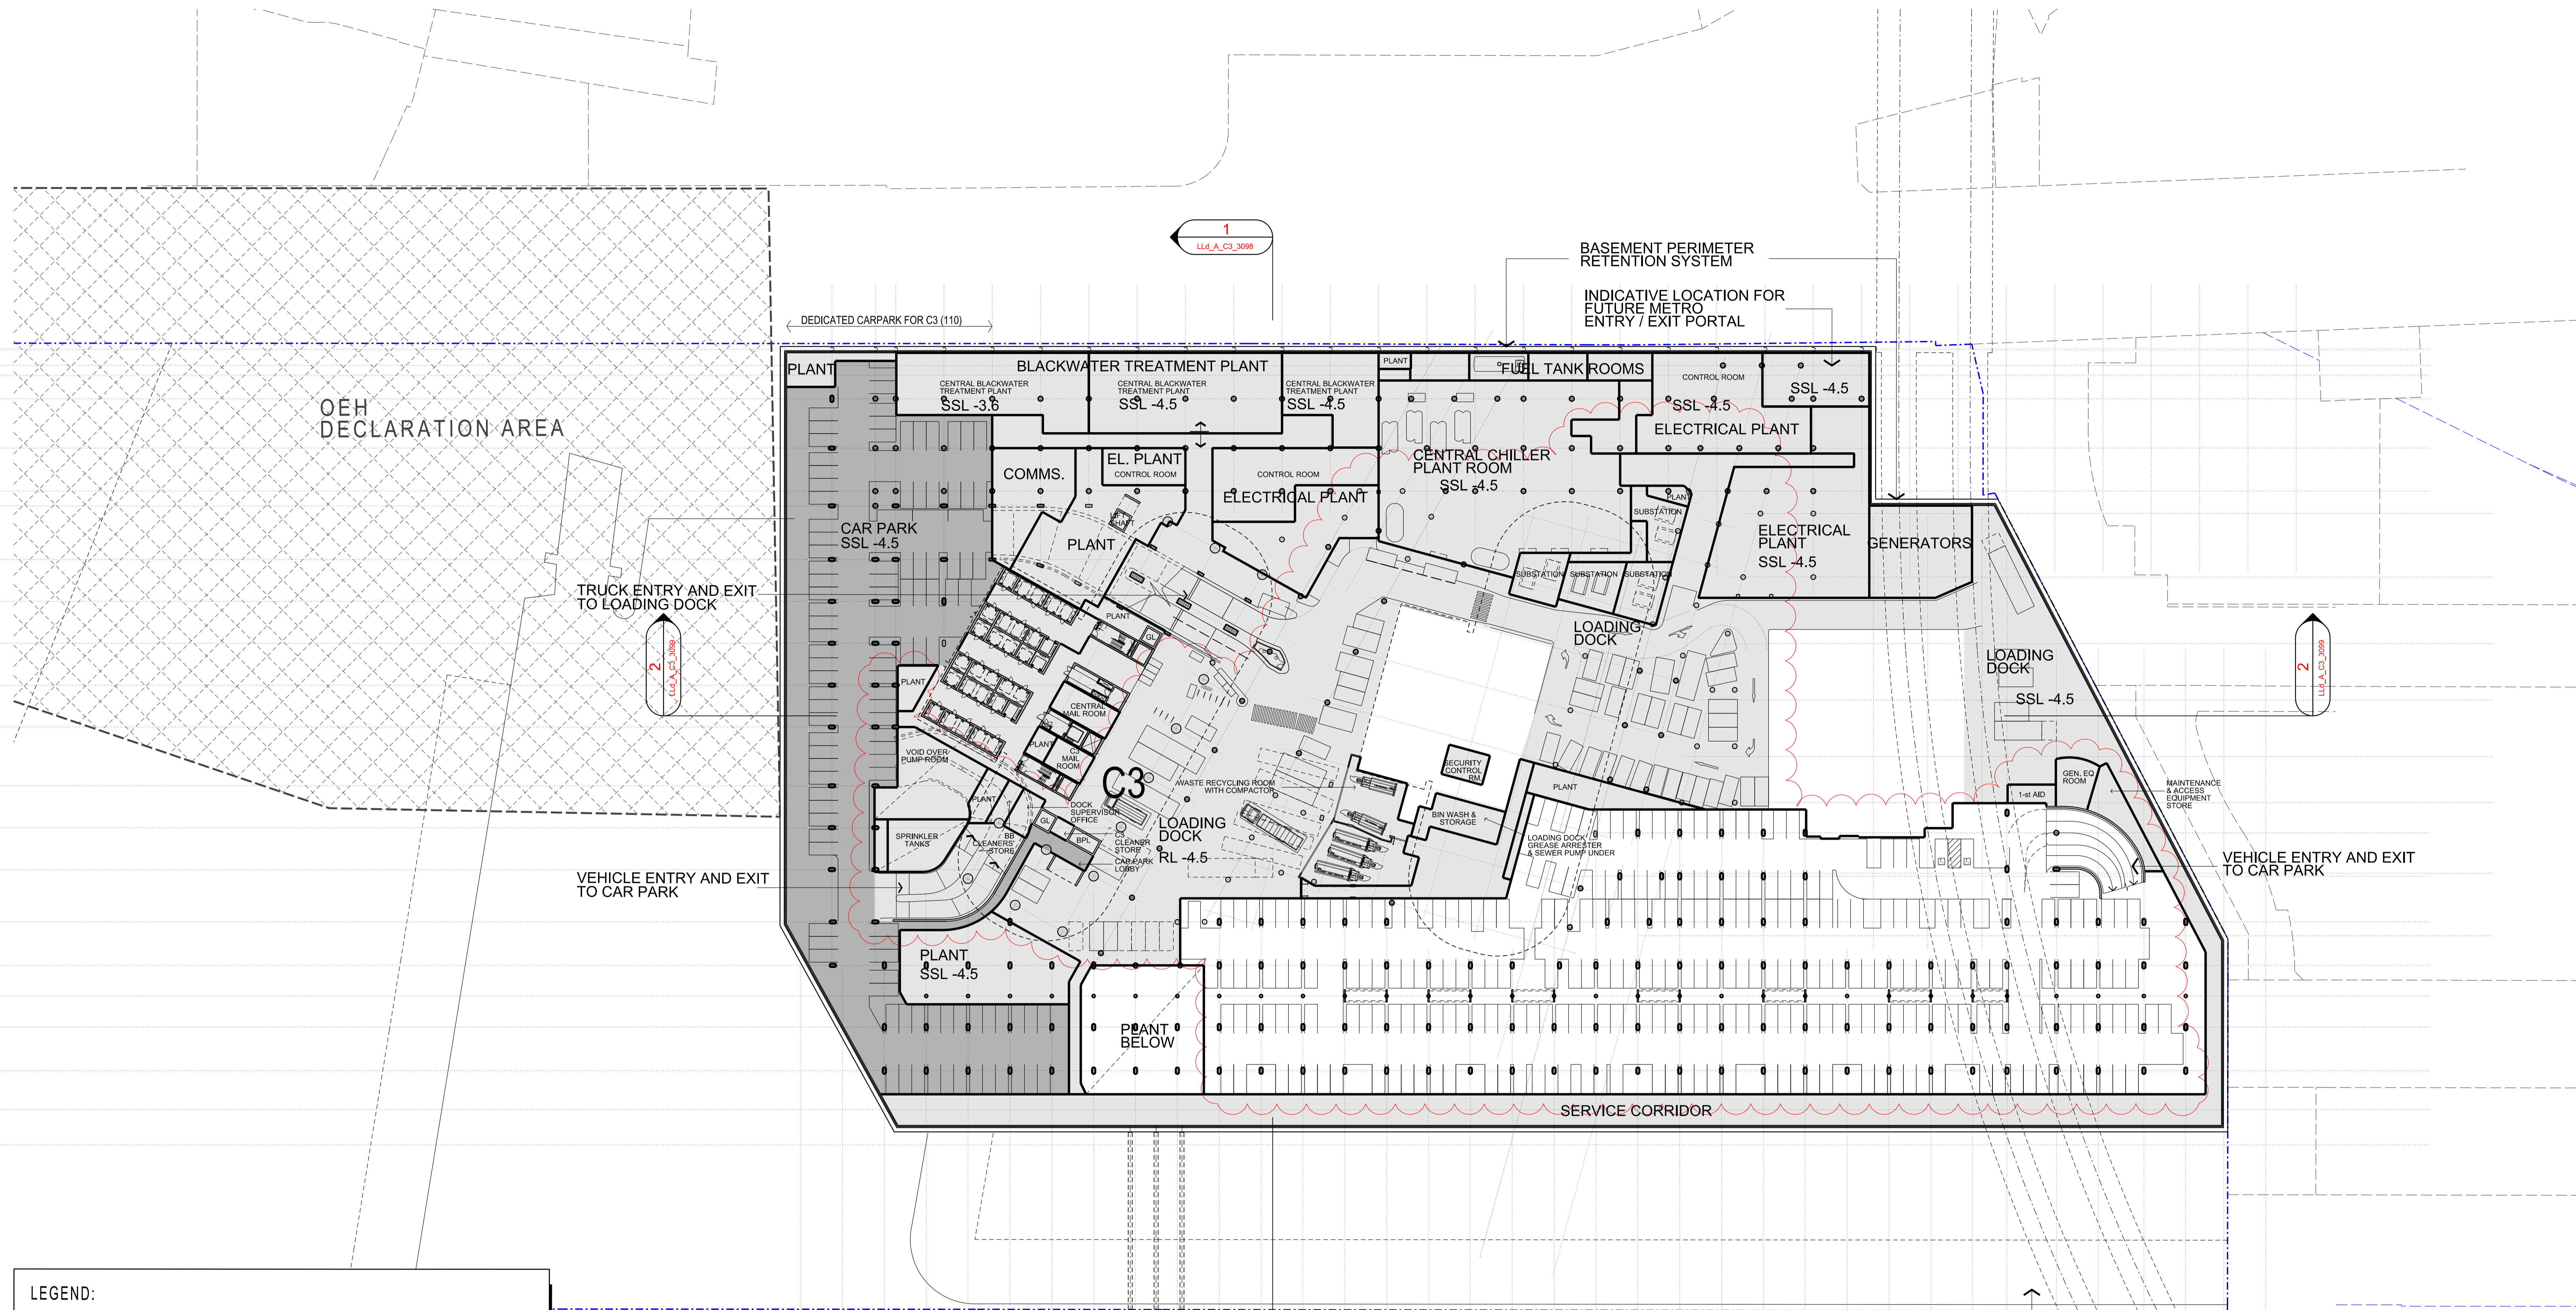 1
LLd_A_C3_3098
BASEMENT PERIMETER
RETENTION SYSTEM
INDICATIVE LOCATION FOR
FUTURE METRO
ENTRY / EXIT PORTAL
DEDICATED CARPARK FOR C3 (110)
PLANT
BLACKWATER TREATMENT PLANT
CENTRAL BLACKWATER
TREATMENT PLANT
SSL -3.6
CENTRAL BLACKWATER
TREATMENT PLANT
SSL -4.5
CENTRAL BLACKWATER
TREATMENT PLANT
SSL -4.5
PLANT
FUEL TANK ROOMS
CONTROL ROOM
SSL -4.5
SSL -4.5
OEH
DECLARATION AREA
ELECTRICAL PLANT
COMMS.
EL. PLANT
CONTROL ROOM
CONTROL ROOM
ELECTRICAL PLANT
CENTRAL CHILLER
PLANT ROOM
SSL -4.5
PLANT
SUBSTATION
LIFT
SHAFT
PLANT
CAR PARK
SSL -4.5
ELECTRICAL
PLANT
SSL -4.5
GENERATORS
SUBSTATION
SUBSTATION
SUBSTATION
TRUCK ENTRY AND EXIT
TO LOADING DOCK
2
LLd_A_C3_3099
PLANT
GL
LOADING
DOCK
LOADING
DOCK
SSL -4.5
2
LLd_A_C3_3099
PLANT
CENTRAL
MAIL ROOM
PLANT
C3
MAIL
ROOM
VOID OVER
PUMP ROOM
C3
WASTE RECYCLING ROOM
WITH COMPACTOR
SECURITY
CONTROL
RM.
PLANT
GEN. EQ
ROOM
1-st AID
MAINTENANCE
& ACCESS
EQUIPMENT
STORE
PLANT
DOCK
SUPERVISOR
OFFICE
GL
BPL
SPRINKLER
TANKS
BB
CLEANERS'
STORE
C3
CLEANER
STORE
CAR PARK
LOBBY
LOADING
DOCK
RL -4.5
BIN WASH &
STORAGE
LOADING DOCK
GREASE ARRESTER
& SEWER PUMP UNDER
VEHICLE ENTRY AND EXIT
TO CAR PARK
VEHICLE ENTRY AND EXIT
TO CAR PARK
PLANT
SSL -4.5
PLANT
BELOW
SERVICE CORRIDOR
LEGEND: